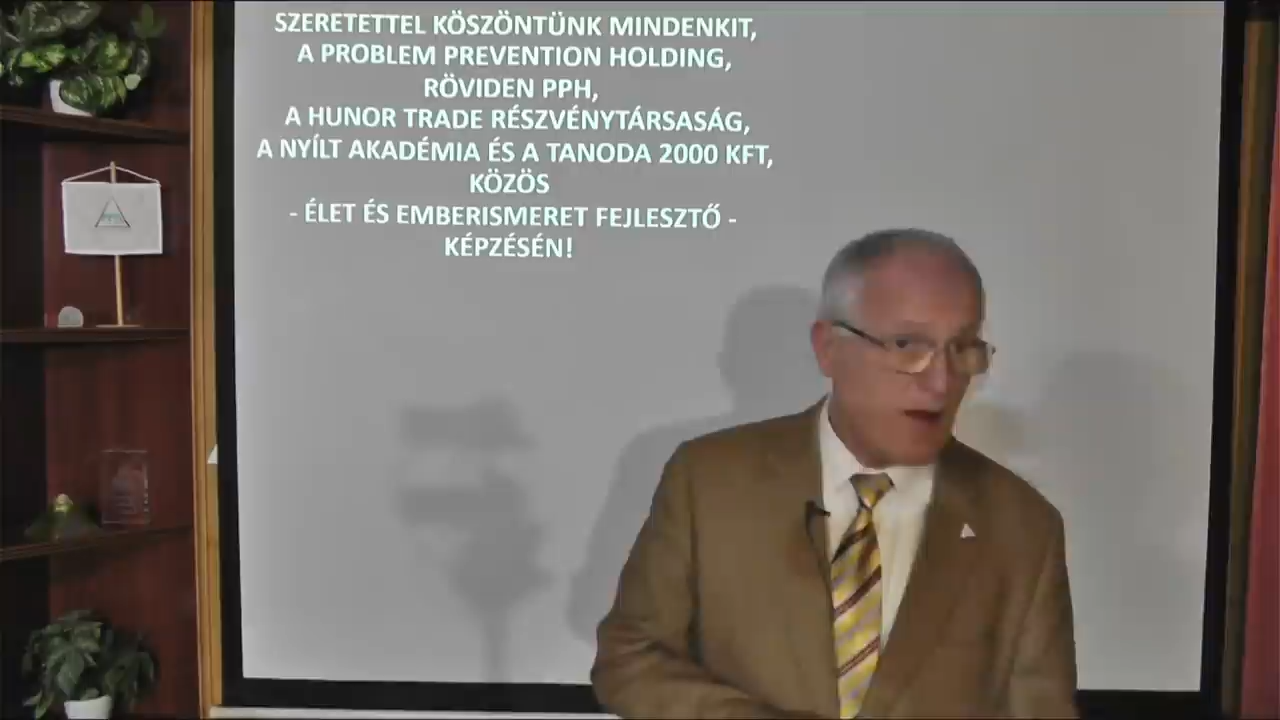 SZERETETTEL KÖSZÖNTÜNK MINDENKIT,
A PROBLEM PREVENTION HOLDING,
RÖVIDEN PPH,
A HUNOR TRADE RÉSZVÉNYTÁRSASÁG,
A NYÍLT AKADÉMIA ÉS A TANODA 2000 KFT,
KÖZÖS
- ÉLET ÉS EMBERISMERET FEJLESZTŐ -
KÉPZÉSÉN!